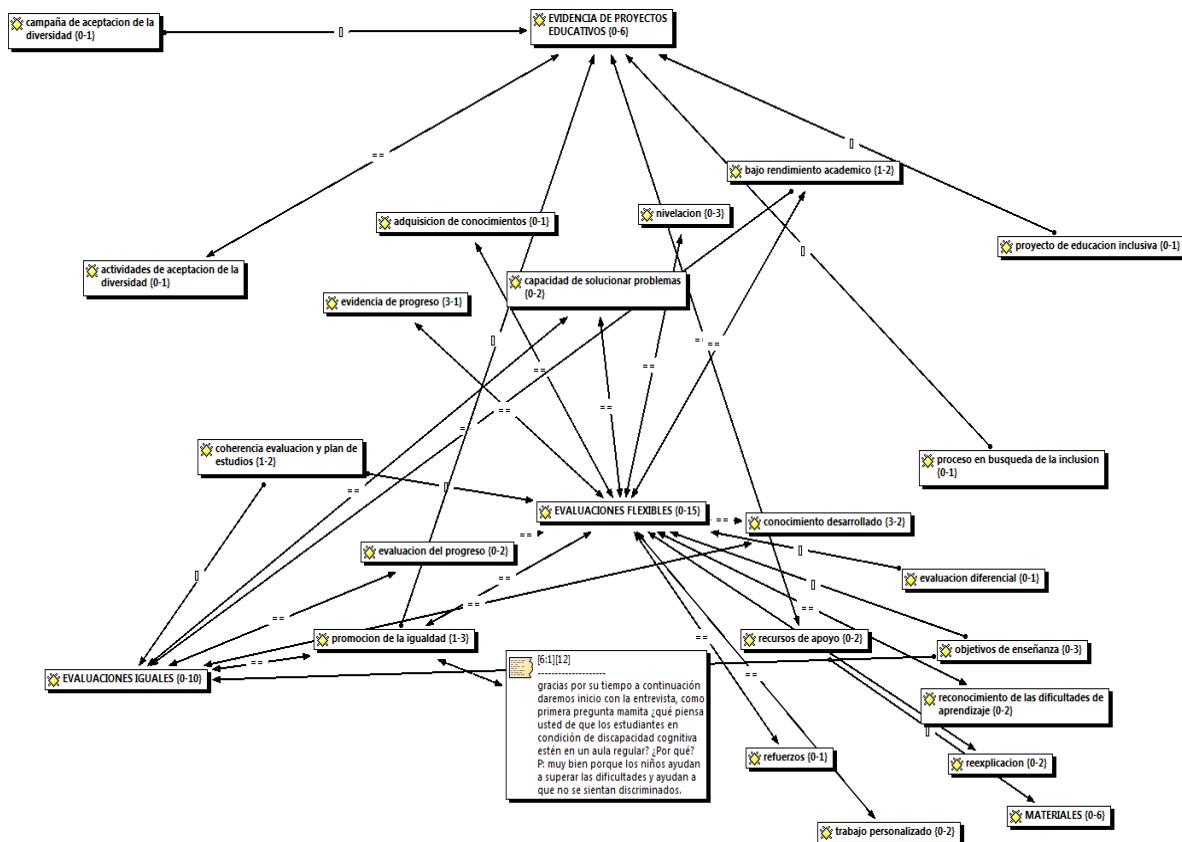 campaña de aceptacion de la
diversidad {0-1}
[]
EVIDENCIA DE PROYECTOS
EDUCATIVOS {0-6}
==
[]
bajo rendimiento academico {1-2}
adquisicion de conocimientos {0-1}
nivelacion {0-3}
proyecto de educacion inclusiva {0-1}
[]
actividades de aceptacion de la
diversidad {0-1}
capacidad de solucionar problemas
{0-2}
evidencia de progreso {3-1}
[]
==
==
==
==
==
==
==
==
==
coherencia evaluacion y plan de
estudios {1-2}
proceso en busqueda de la inclusion
{0-1}
==
[]
EVALUACIONES FLEXIBLES {0-15}
==
conocimiento desarrollado {3-2}
==
evaluacion del progreso {0-2}
[]
[]
==
evaluacion diferencial {0-1}
[]
==
==
==
promocion de la igualdad {1-3}
==
recursos de apoyo {0-2}
objetivos de enseñanza {0-3}
==
EVALUACIONES IGUALES {0-10}
[6:1][12]
--------------------
gracias por su tiempo a continuación
daremos inicio con la entrevista, como
primera pregunta mamita ¿qué piensa
usted de que los estudiantes en
condición de discapacidad cognitiva
estén en un aula regular? ¿Por qué?
P: muy bien porque los niños ayudan
a superar las dificultades y ayudan a
que no se sientan discriminados.
==
reconocimiento de las dificultades de
aprendizaje {0-2}
[]
refuerzos {0-1}
reexplicacion {0-2}
MATERIALES {0-6}
trabajo personalizado {0-2}